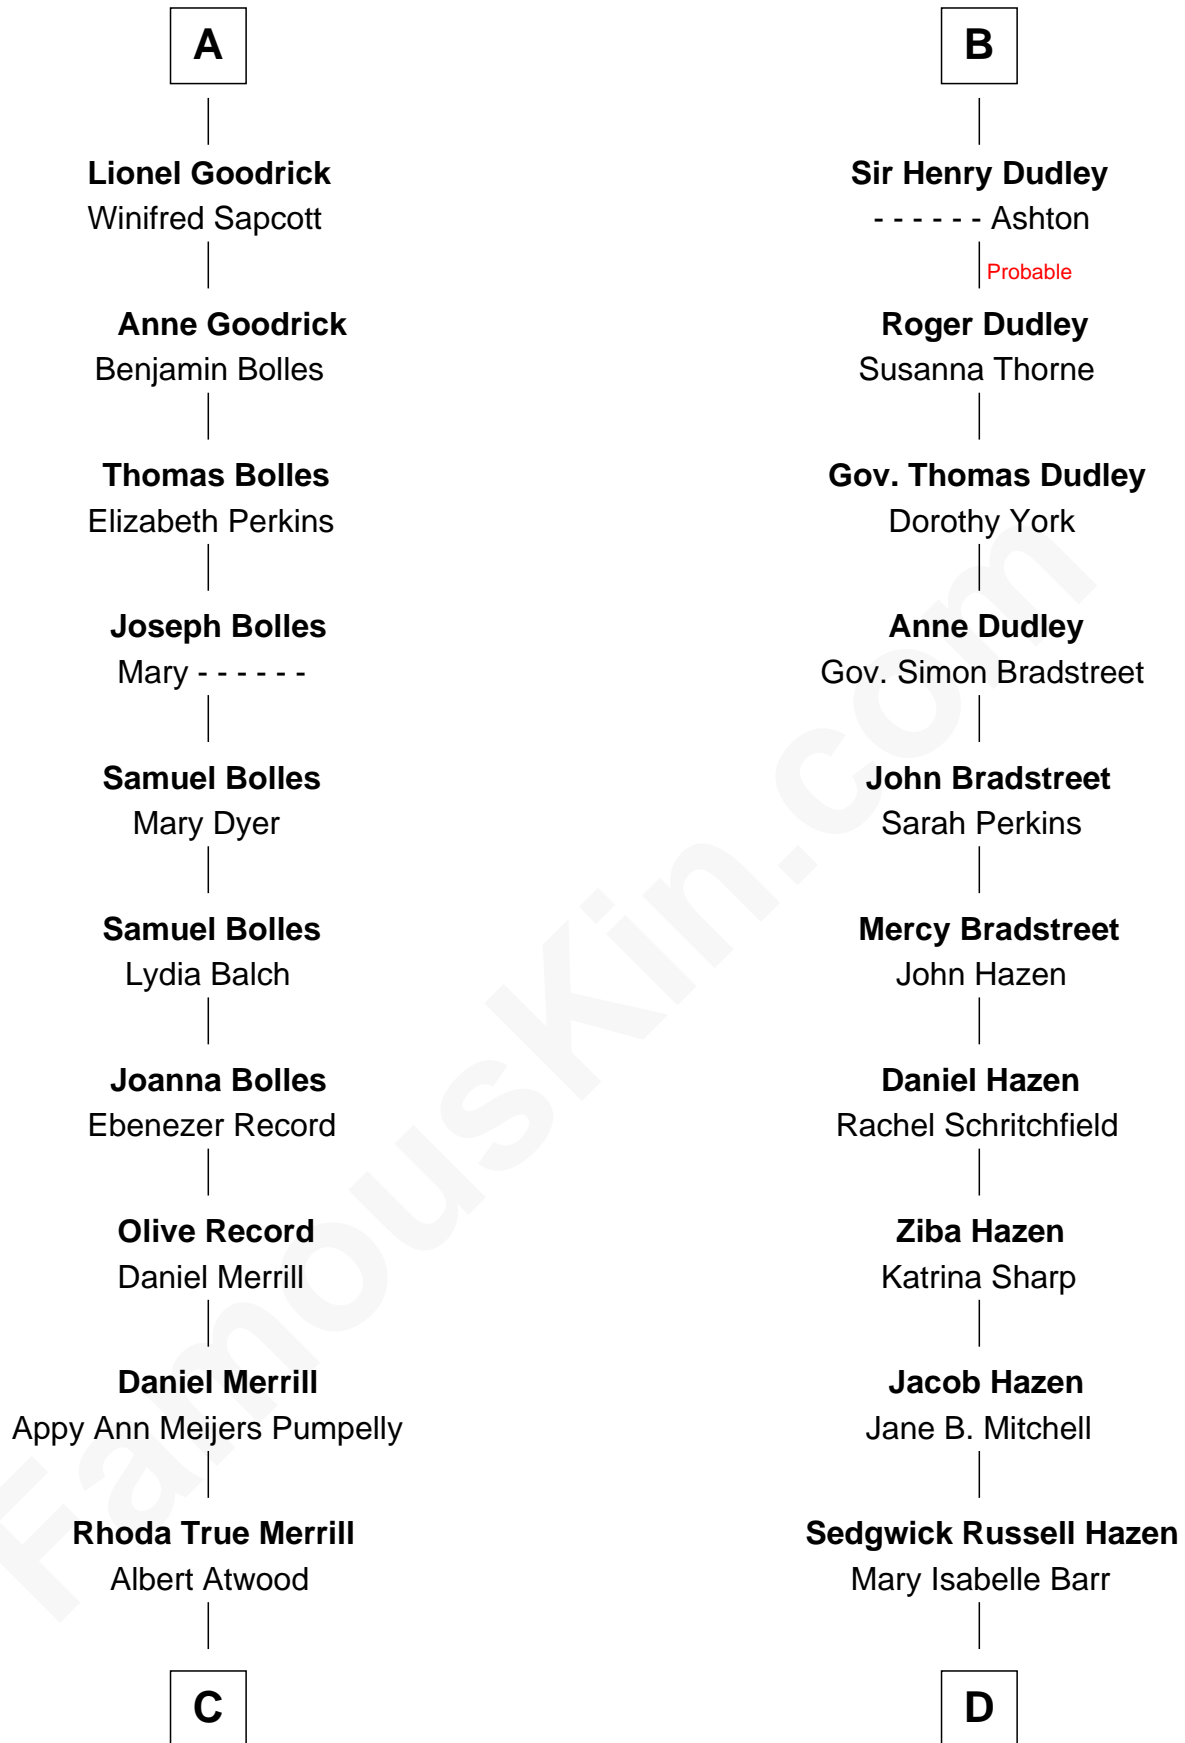 A
Lionel Goodrick
Winifred Sapcott
Anne Goodrick
Benjamin Bolles
Thomas Bolles
Elizabeth Perkins
Joseph Bolles
Mary - - - - - -
Samuel Bolles
Mary Dyer
Samuel Bolles
Lydia Balch
Joanna Bolles
Ebenezer Record
Olive Record
Daniel Merrill
Daniel Merrill
Appy Ann Meijers Pumpelly
Rhoda True Merrill
Albert Atwood
C
B
Sir Henry Dudley
- - - - - - Ashton
Probable
Roger Dudley
Susanna Thorne
Gov. Thomas Dudley
Dorothy York
Anne Dudley
Gov. Simon Bradstreet
John Bradstreet
Sarah Perkins
Mercy Bradstreet
John Hazen
Daniel Hazen
Rachel Schritchfield
Ziba Hazen
Katrina Sharp
Jacob Hazen
Jane B. Mitchell
Sedgwick Russell Hazen
Mary Isabelle Barr
D
FamousKin.com